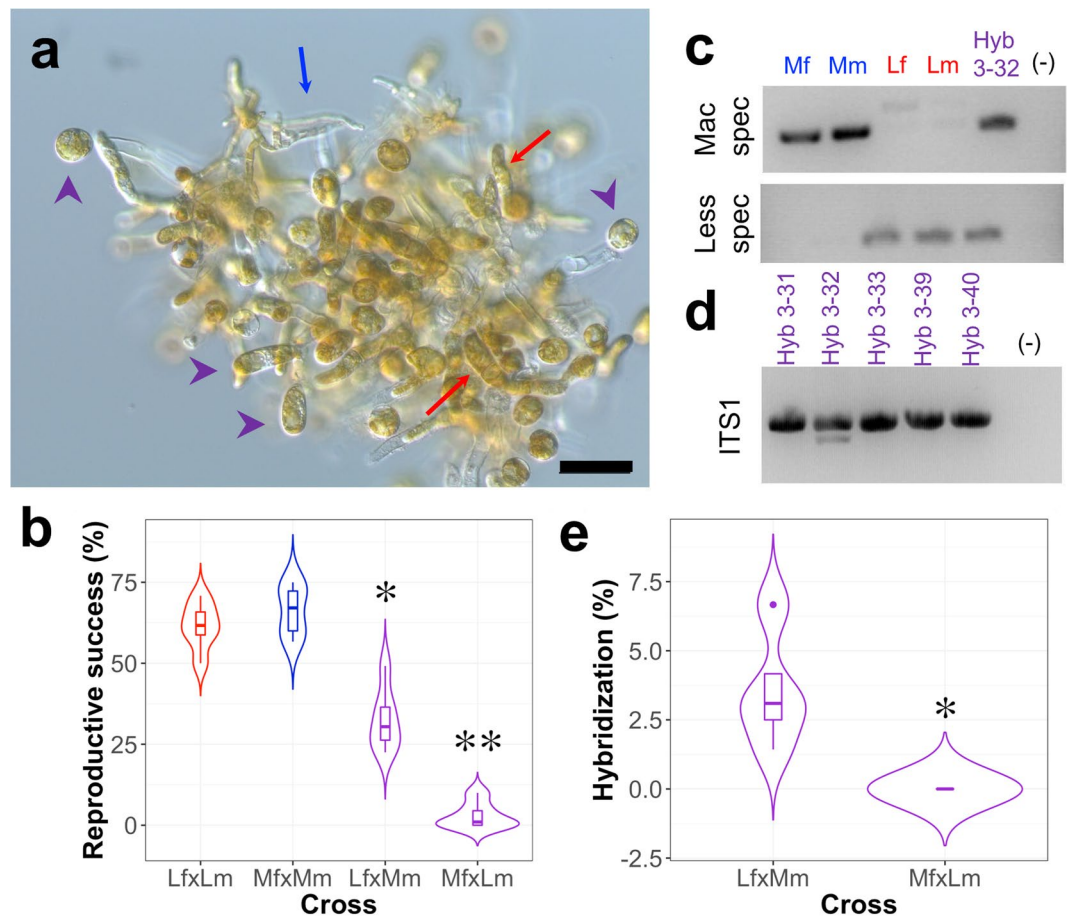 a
b
Reproductive success (%)
75
50
25
0
*
**
LfxLm MfxMm LfxMm MfxLm
Cross
c
Mf Mm Lf Lm Hyb 3-32 (-)
Mac spec
Less spec
d
Hyb 3-31 Hyb 3-32 Hyb 3-33 Hyb 3-39 Hyb 3-40 (-)
ITS1
e
Hybridization (%)
7.5
5.0
2.5
0.0
-2.5
*
LfxMm MfxLm
Cross